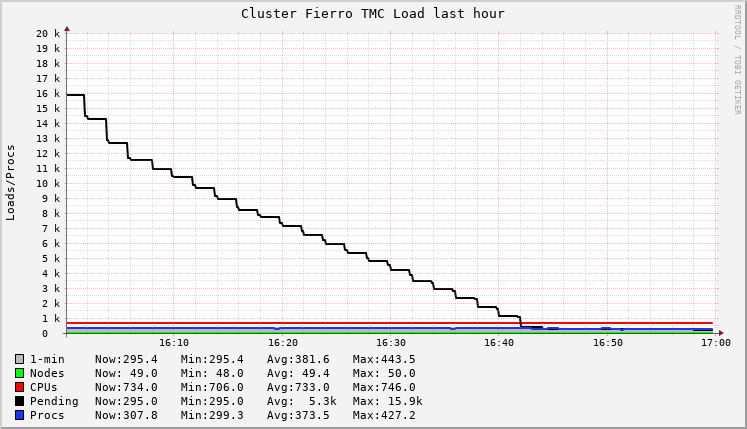 Cluster Fierro TMC Load last hour
RRDTOOL / TOBI OETIKER
Loads/Procs
20 k
19 k
18 k
17 k
16 k
15 k
14 k
13 k
12 k
11 k
10 k
9 k
8 k
7 k
6 k
5 k
4 k
3 k
2 k
1 k
0
16:10 16:20 16:30 16:40 16:50 17:00
1-min Now:295.4 Min:295.4 Avg:381.6 Max:443.5
Nodes Now: 49.0 Min: 48.0 Avg: 49.4 Max: 50.0
CPUs Now:734.0 Min:706.0 Avg:733.0 Max:746.0
Pending Now:295.0 Min:295.0 Avg: 5.3k Max: 15.9k
Procs Now:307.8 Min:299.3 Avg:373.5 Max:427.2